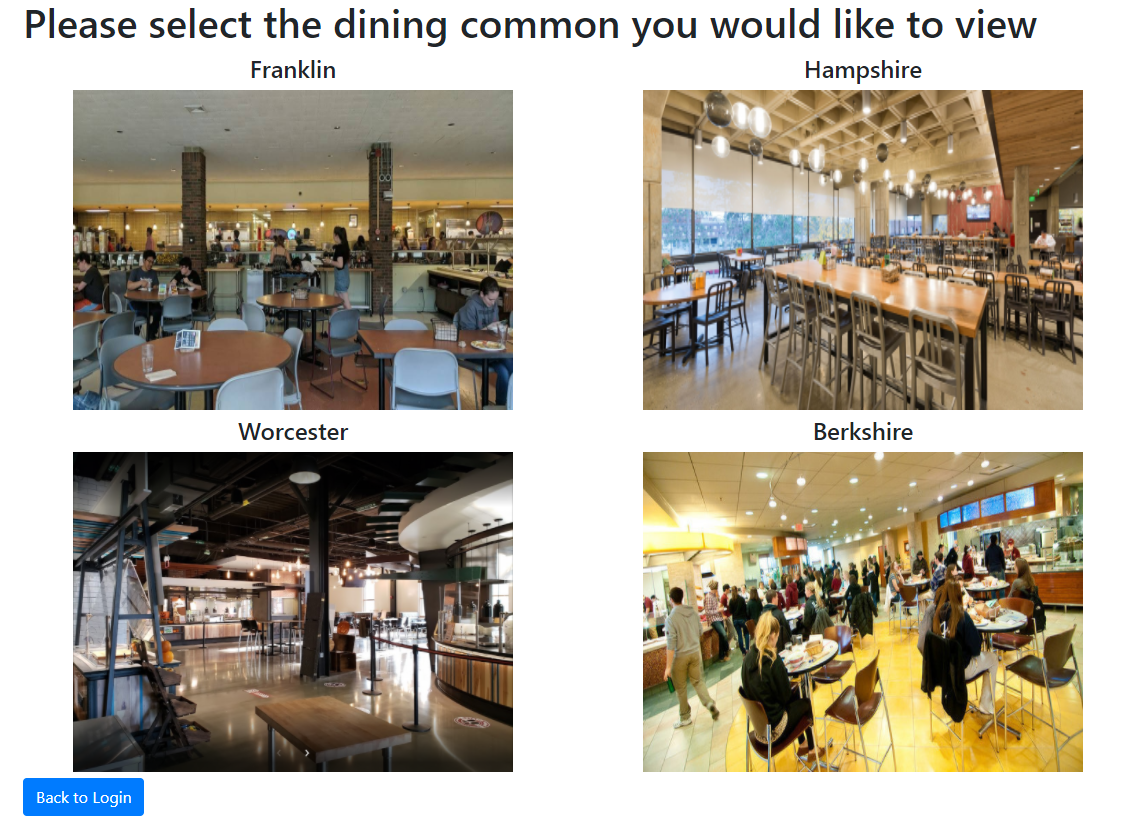 Please select the dining common you would like to view
Franklin
Hampshire
Worcester
Berkshire
Back to Login